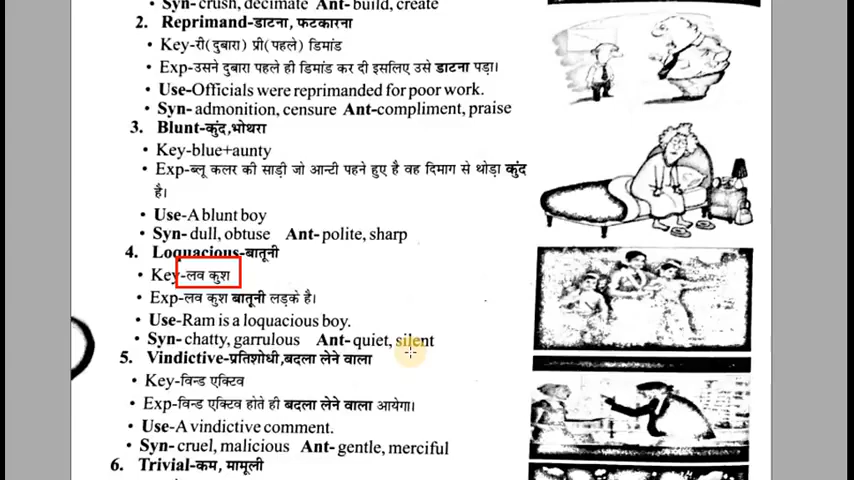 Syn- crush, decimate Ant- build, create
2. Reprimand-डाटना, फटकारना
• Key-री(दुबारा) प्री(पहले) डिमांड
• Exp-उसने दुबारा पहले ही डिमांड कर दी इसलिए उसे डाटना पड़ा।
• Use-Officials were reprimanded for poor work.
• Syn- admonition, censure Ant-compliment, praise
3. Blunt-कुंद,भोथरा
• Key-blue+aunty
• Exp-ब्लू कलर की साड़ी जो आन्टी पहने हुए है वह दिमाग से थोड़ा कुंद
है।
• Use-A blunt boy
• Syn- dull, obtuse Ant- polite, sharp
4. Loquacious-बातूनी
• Key-लव कुश
• Exp-लव कुश बातूनी लड़के है।
• Use-Ram is a loquacious boy.
• Syn- chatty, garrulous Ant-quiet, silent
5. Vindictive-प्रतिशोधी,बदला लेने वाला
• Key-विन्ड एक्टिव
• Exp-विन्ड एक्टिव होते ही बदला लेने वाला आयेगा।
• Use-A vindictive comment.
• Syn- cruel, malicious Ant- gentle, merciful
6. Trivial-कम, मामूली